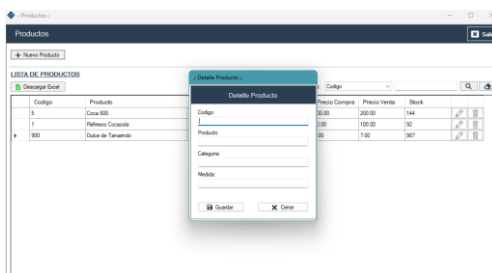 .: Productos :.
Productos
Salir
Nuevo Producto
LISTA DE PRODUCTOS
Descargar Excel
Codigo
Codigo Producto Precio Compra Precio Venta Stock
5 Coca 600 200.00 144
1 Refresco Cocacola 100.00 92
900 Dulce de Tamarindo 7.00 987
.: Detalle Producto :.
Detalle Producto
Codigo:
Producto:
Categoria:
Medida:
Guardar Cerrar